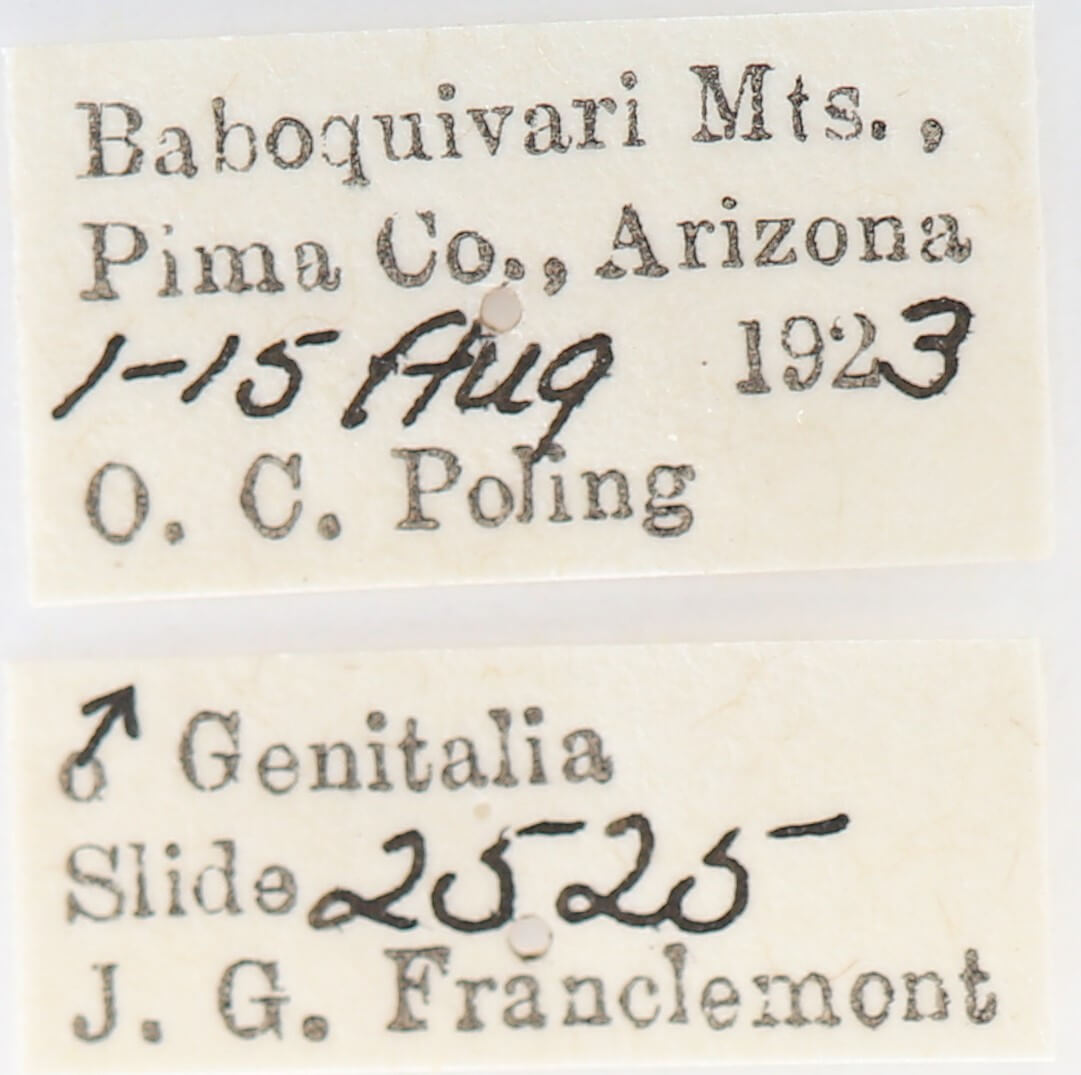 Baboquivari Mts.,
Pima Co., Arizona
1-15 Aug 1923
O. C. Poling
♂ Genitalia
Slide 2525
J. G. Franclemont